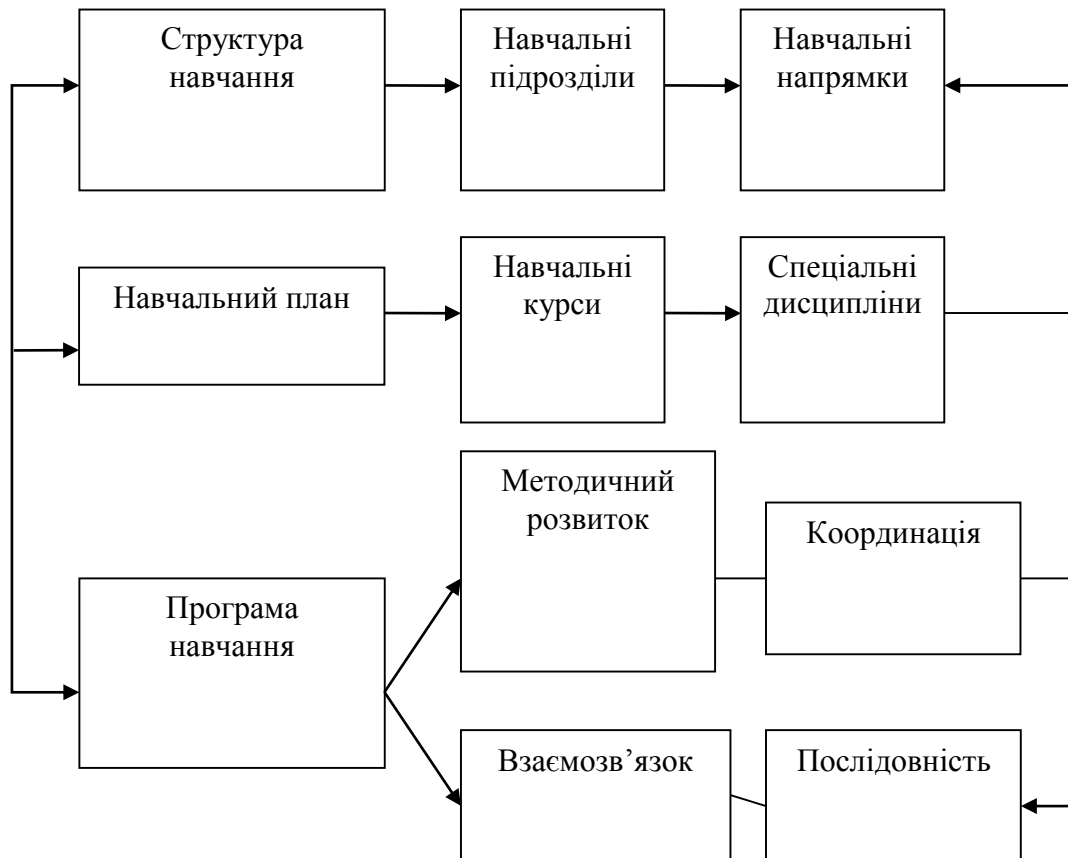 Структура
навчання
Навчальні
підрозділи
Навчальні
напрямки
Навчальний план
Навчальні
курси
Спеціальні
дисципліни
Програма
навчання
Методичний
розвиток
Координація
Взаємозв’язок
Послідовність